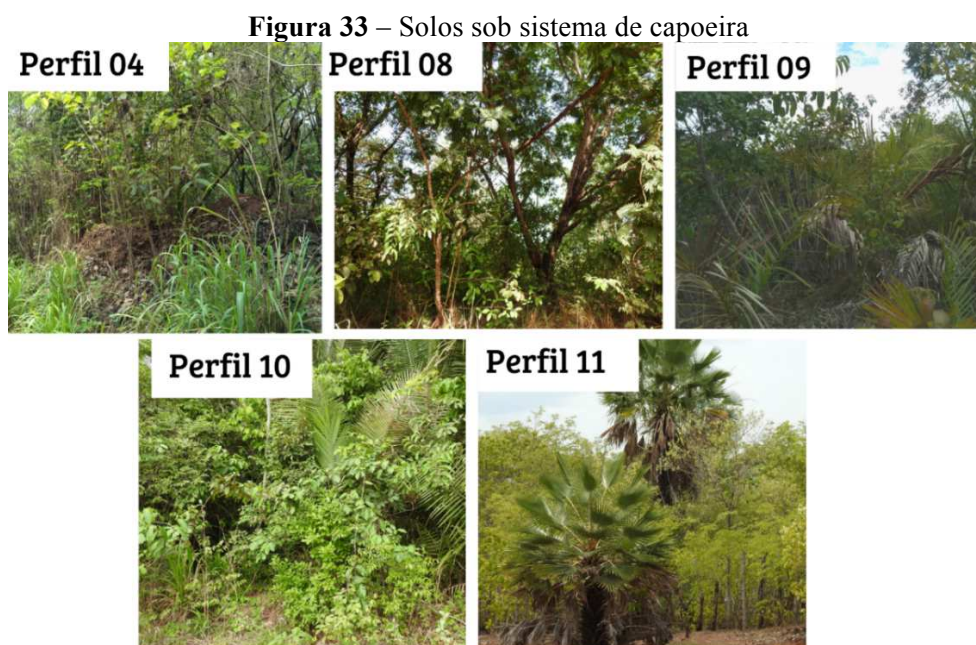 Figura 33 – Solos sob sistema de capoeira
Perfil 04
Perfil 08
Perfil 09
Perfil 10
Perfil 11